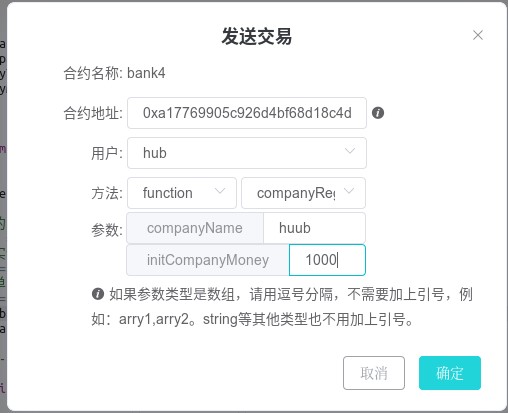 发送交易
合约名称: bank4
合约地址: 0xa17769905c926d4bf68d18c4d
用户: hub
方法: function companyReg
参数: companyName huub
initCompanyMoney 1000
如果参数类型是数组，请用逗号分隔，不需要加上引号，例
如：arry1,arry2。string等其他类型也不用加上引号。
取消 确定